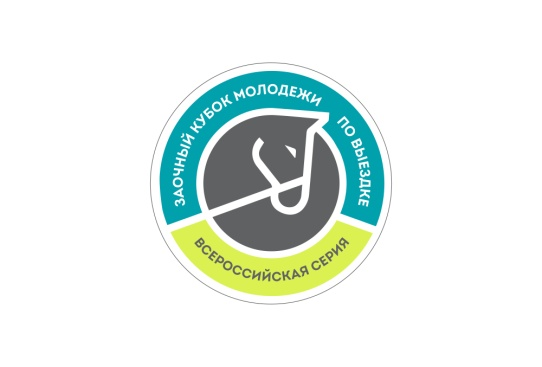 ЗАОЧНЫЙ КУБОК МОЛОДЕЖИ ПО ВЫЕЗДКЕ
ВСЕРОССИЙСКАЯ СЕРИЯ